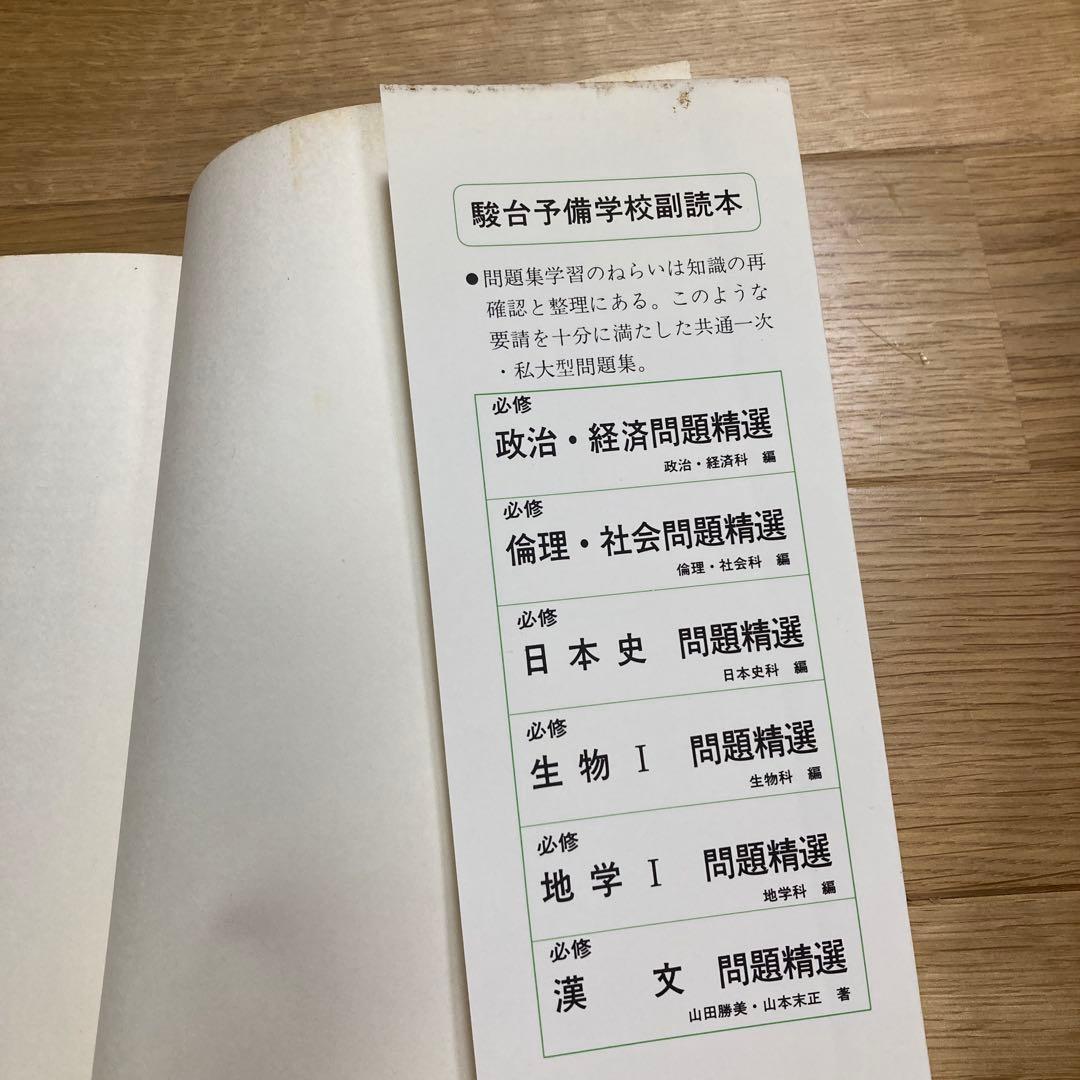 駿台予備学校副読本
●問題集学習のねらいは知識の再
確認と整理にある。このような
要請を十分に満たした共通一次
・私大型問題集。
必修
政治・経済問題精選
政治・経済科 編
必修
倫理・社会問題精選
倫理・社会科 編
必修
日本史 問題精選
日本史科 編
必修
生物Ⅰ 問題精選
生物科 編
必修
地学Ⅰ 問題精選
地学科 編
必修
漢文 問題精選
山田勝美・山本末正 著